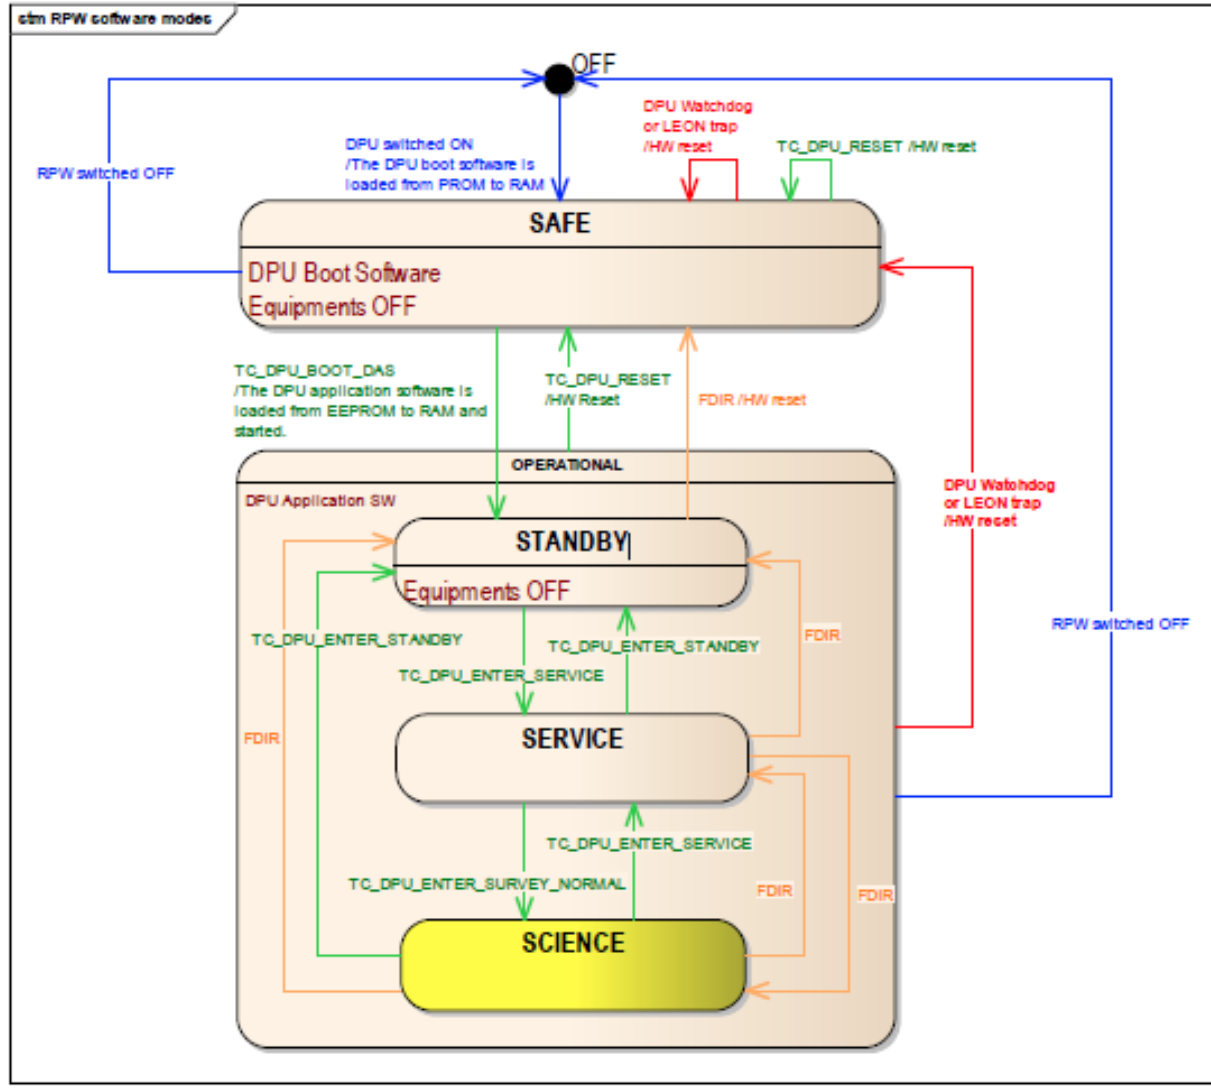 stm RPW software modes
OFF
DPU Watchdog
or LEON trap
/HW reset
TC_DPU_RESET /HW reset
DPU switched ON
/The DPU boot software is
loaded from PROM to RAM
RPW switched OFF
SAFE
DPU Boot Software
Equipments OFF
TC_DPU_BOOT_DAS
/The DPU application software is
loaded from EEPROM to RAM and
started.
TC_DPU_RESET
/HW Reset
FDIR /HW reset
OPERATIONAL
DPU Application SW
DPU Watchdog
or LEON trap
/HW reset
STANDBY
Equipments OFF
TC_DPU_ENTER_STANDBY
TC_DPU_ENTER_STANDBY
FDIR
RPW switched OFF
TC_DPU_ENTER_SERVICE
FDIR
SERVICE
TC_DPU_ENTER_SERVICE
TC_DPU_ENTER_SURVEY_NORMAL
FDIR
FDIR
SCIENCE